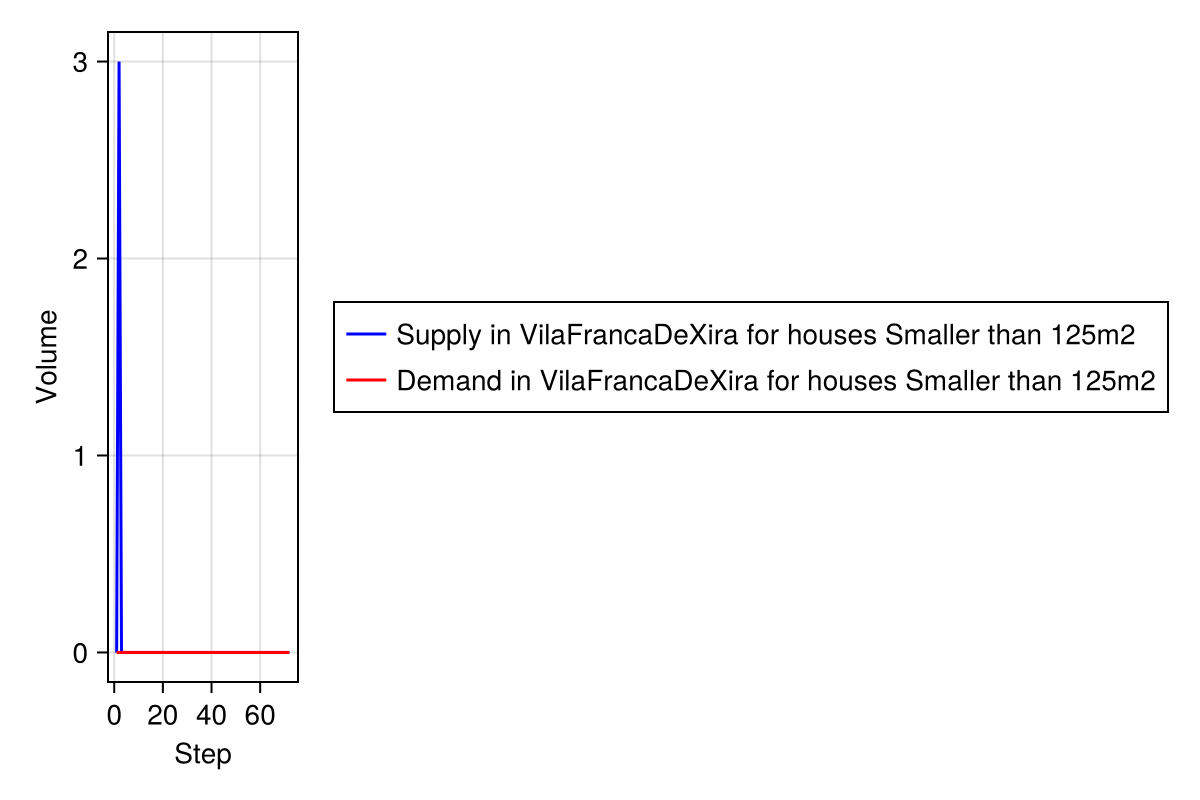 3
2
1
0
Volume
0 20 40 60
Step
Supply in VilaFrancaDeXira for houses Smaller than 125m2
Demand in VilaFrancaDeXira for houses Smaller than 125m2